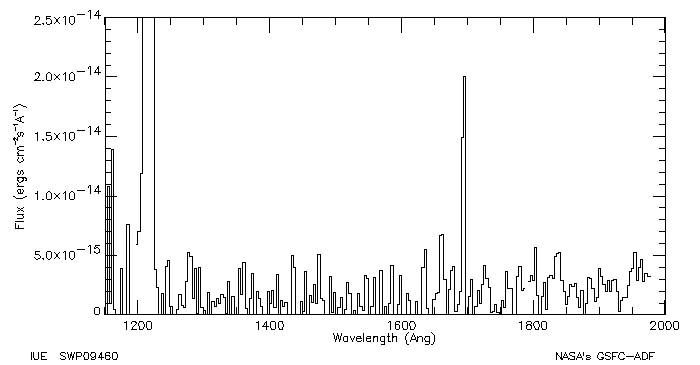 2.5×10⁻¹⁴
2.0×10⁻¹⁴
1.5×10⁻¹⁴
1.0×10⁻¹⁴
5.0×10⁻¹⁵
0
Flux (ergs cm⁻²s⁻¹A⁻¹)
1200 1400 1600 1800 2000
Wavelength (Ang)
IUE SWP09460 NASA's GSFC−ADF